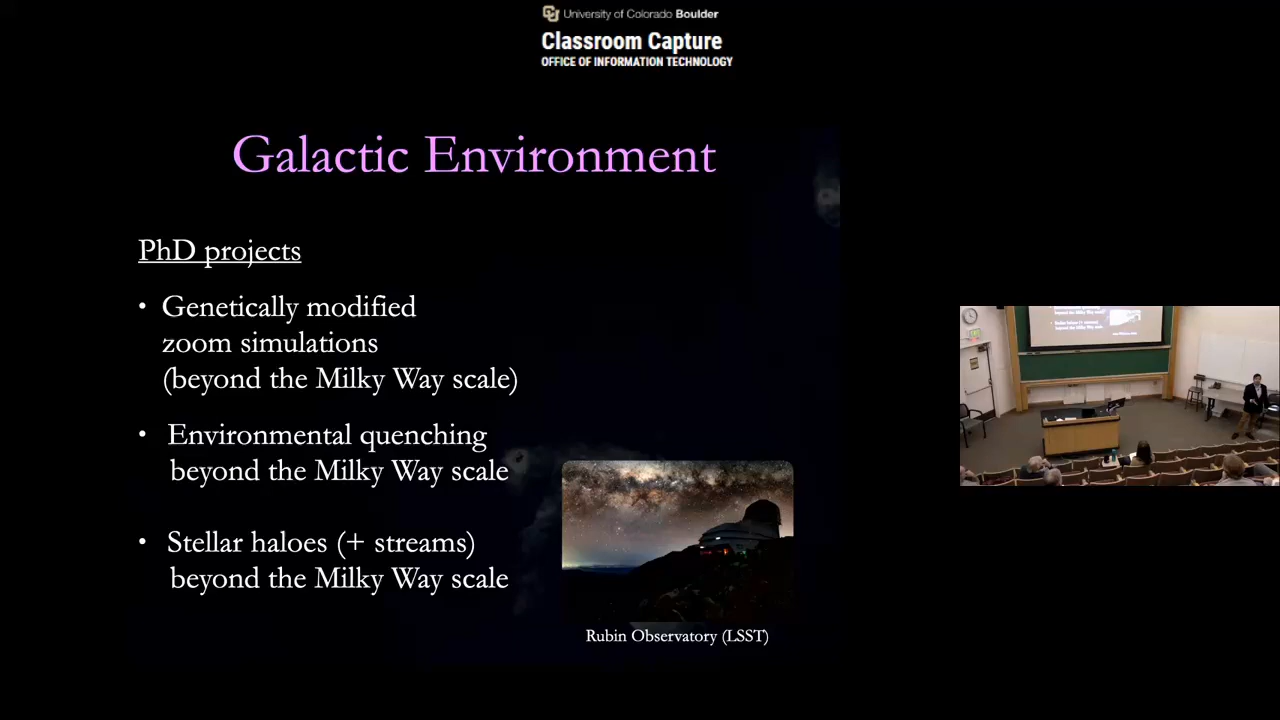 University of Colorado Boulder
Classroom Capture
OFFICE OF INFORMATION TECHNOLOGY
Galactic Environment
PhD projects
• Genetically modified
zoom simulations
(beyond the Milky Way scale)
• Environmental quenching
beyond the Milky Way scale
• Stellar haloes (+ streams)
beyond the Milky Way scale
Rubin Observatory (LSST)